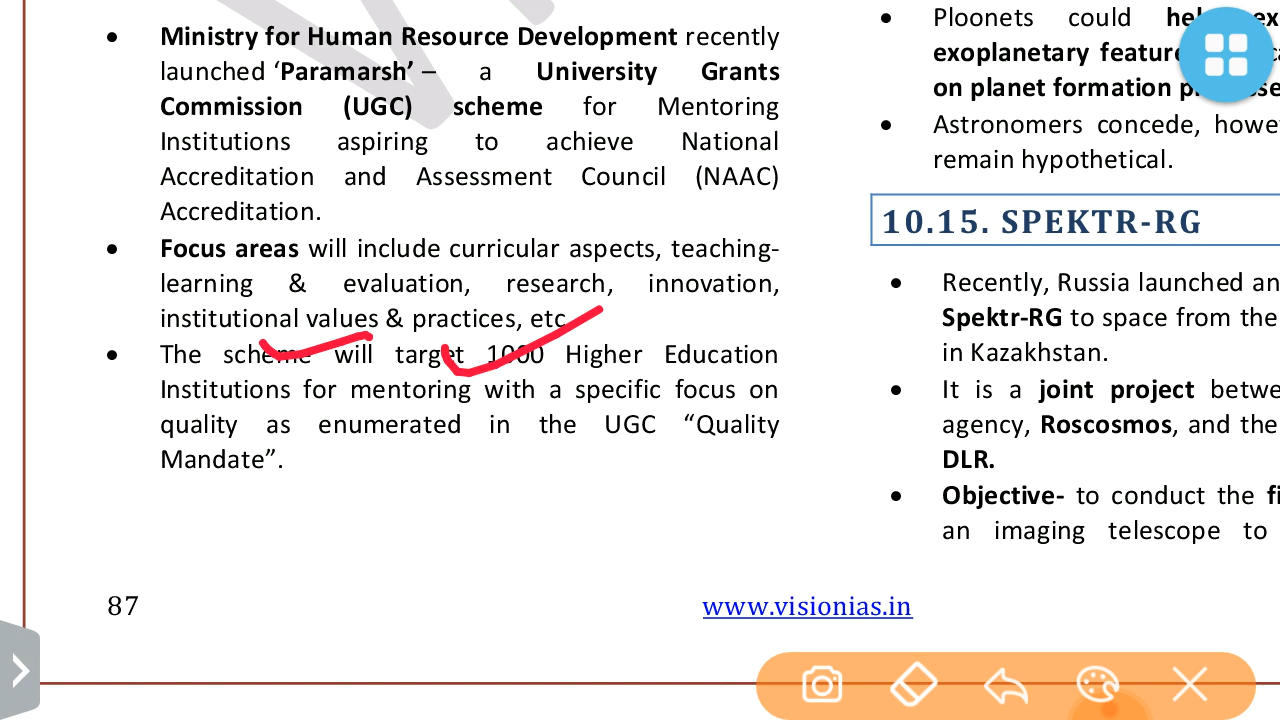 Ministry for Human Resource Development recently
launched ‘Paramarsh’ – a University Grants
Commission (UGC) scheme for Mentoring
Institutions aspiring to achieve National
Accreditation and Assessment Council (NAAC)
Accreditation.
Focus areas will include curricular aspects, teaching-
learning & evaluation, research, innovation,
institutional values & practices, etc
The scheme will target 1000 Higher Education
Institutions for mentoring with a specific focus on
quality as enumerated in the UGC “Quality
Mandate”.
Ploonets could
exoplanetary
on planet formation
Astronomers concede,
remain hypothetical.
10.15. SPEKTR-RG
Recently, Russia launched an
Spektr-RG to space from the
in Kazakhstan.
It is a joint project
agency, Roscosmos, and the
DLR.
Objective- to conduct the
an imaging telescope to
87
www.visionias.in